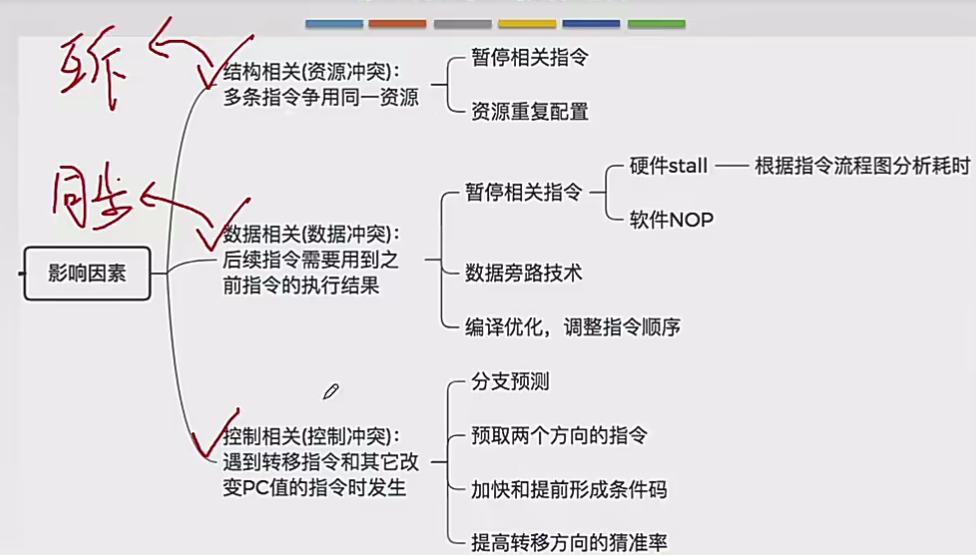 互斥
结构相关(资源冲突)：
多条指令争用同一资源
暂停相关指令
资源重复配置
同步
数据相关(数据冲突)：
后续指令需要用到之
前指令的执行结果
暂停相关指令
硬件stall
根据指令流程图分析耗时
软件NOP
数据旁路技术
编译优化，调整指令顺序
影响因素
控制相关(控制冲突)：
遇到转移指令和其它改
变PC值的指令时发生
分支预测
预取两个方向的指令
加快和提前形成条件码
提高转移方向的猜准率